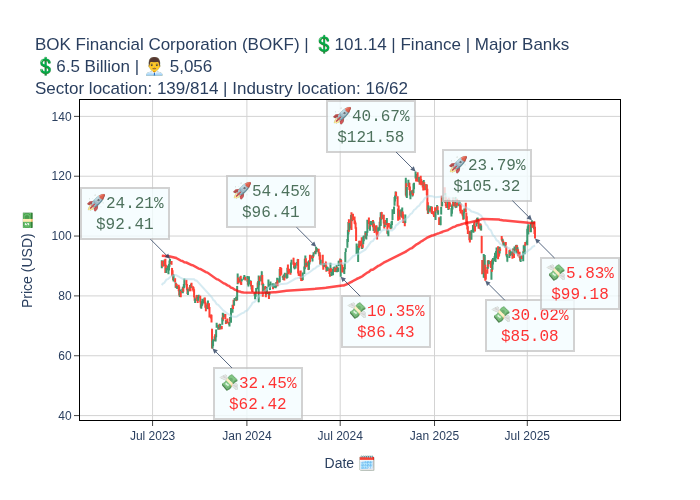 BOK Financial Corporation (BOKF) | 💲101.14 | Finance | Major Banks
💲6.5 Billion | 👨‍💼 5,056
Sector location: 139/814 | Industry location: 16/62
140
120
100
80
60
40
Price (USD) 💵
🚀24.21%
$92.41
💸32.45%
$62.42
🚀54.45%
$96.41
💸10.35%
$86.43
🚀40.67%
$121.58
💸30.02%
$85.08
🚀23.79%
$105.32
💸5.83%
$99.18
Jul 2023
Jan 2024
Jul 2024
Jan 2025
Jul 2025
Date 🗓️